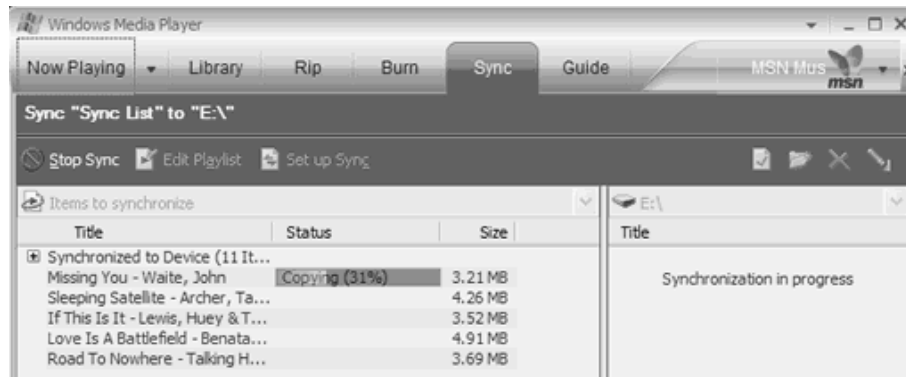 Windows Media Player
Now Playing Library Rip Burn Sync Guide MSN Mus msn
Sync "Sync List" to "E:\"
Stop Sync Edit Playlist Set up Sync
Items to synchronize E:\
Title Status Size Title
Synchronized to Device (11 It...
Missing You - Waite, John Copying (31%) 3.21 MB Synchronization in progress
Sleeping Satellite - Archer, Ta... 4.26 MB
If This Is It - Lewis, Huey & T... 3.52 MB
Love Is A Battlefield - Benata... 4.91 MB
Road To Nowhere - Talking H... 3.69 MB